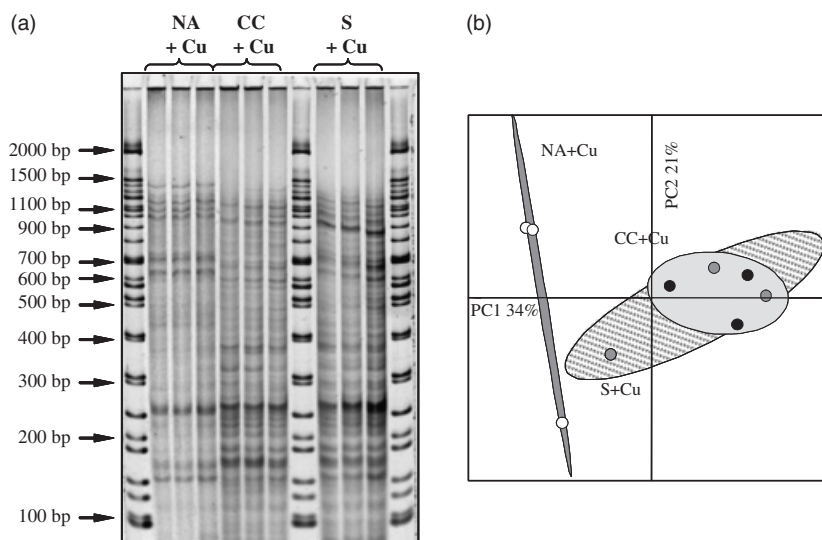 (a)
NA CC S
+ Cu + Cu + Cu
2000 bp
1500 bp
1100 bp
900 bp
700 bp
600 bp
500 bp
400 bp
300 bp
200 bp
100 bp
(b)
NA+Cu
PC2 21%
CC+Cu
PC1 34%
S+Cu